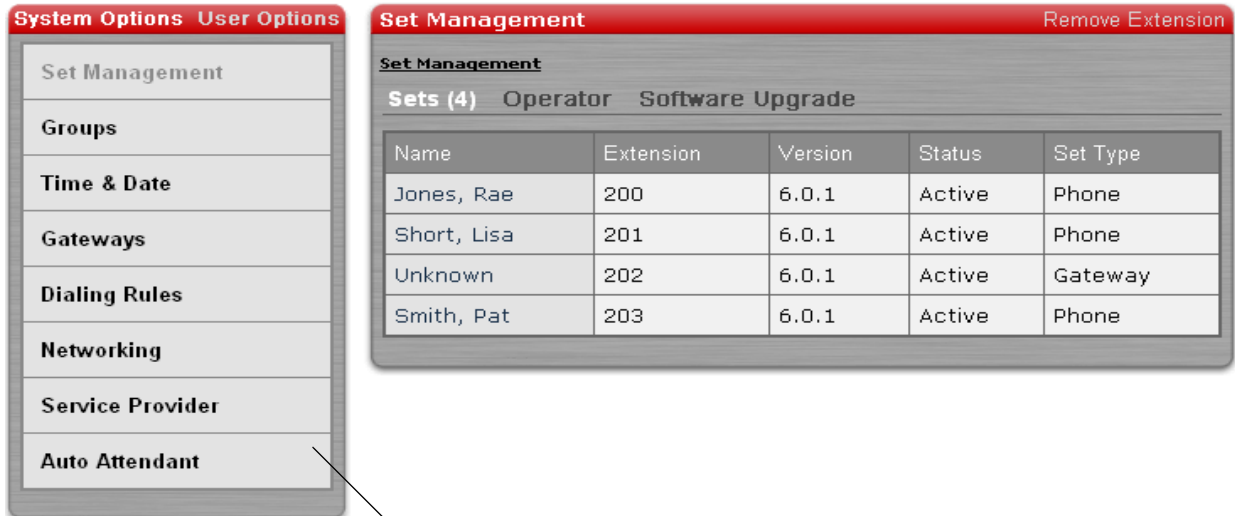 System Options User Options
Set Management
Groups
Time & Date
Gateways
Dialing Rules
Networking
Service Provider
Auto Attendant
Set Management Remove Extension
Set Management
Sets (4) Operator Software Upgrade
Name Extension Version Status Set Type
Jones, Rae 200 6.0.1 Active Phone
Short, Lisa 201 6.0.1 Active Phone
Unknown 202 6.0.1 Active Gateway
Smith, Pat 203 6.0.1 Active Phone